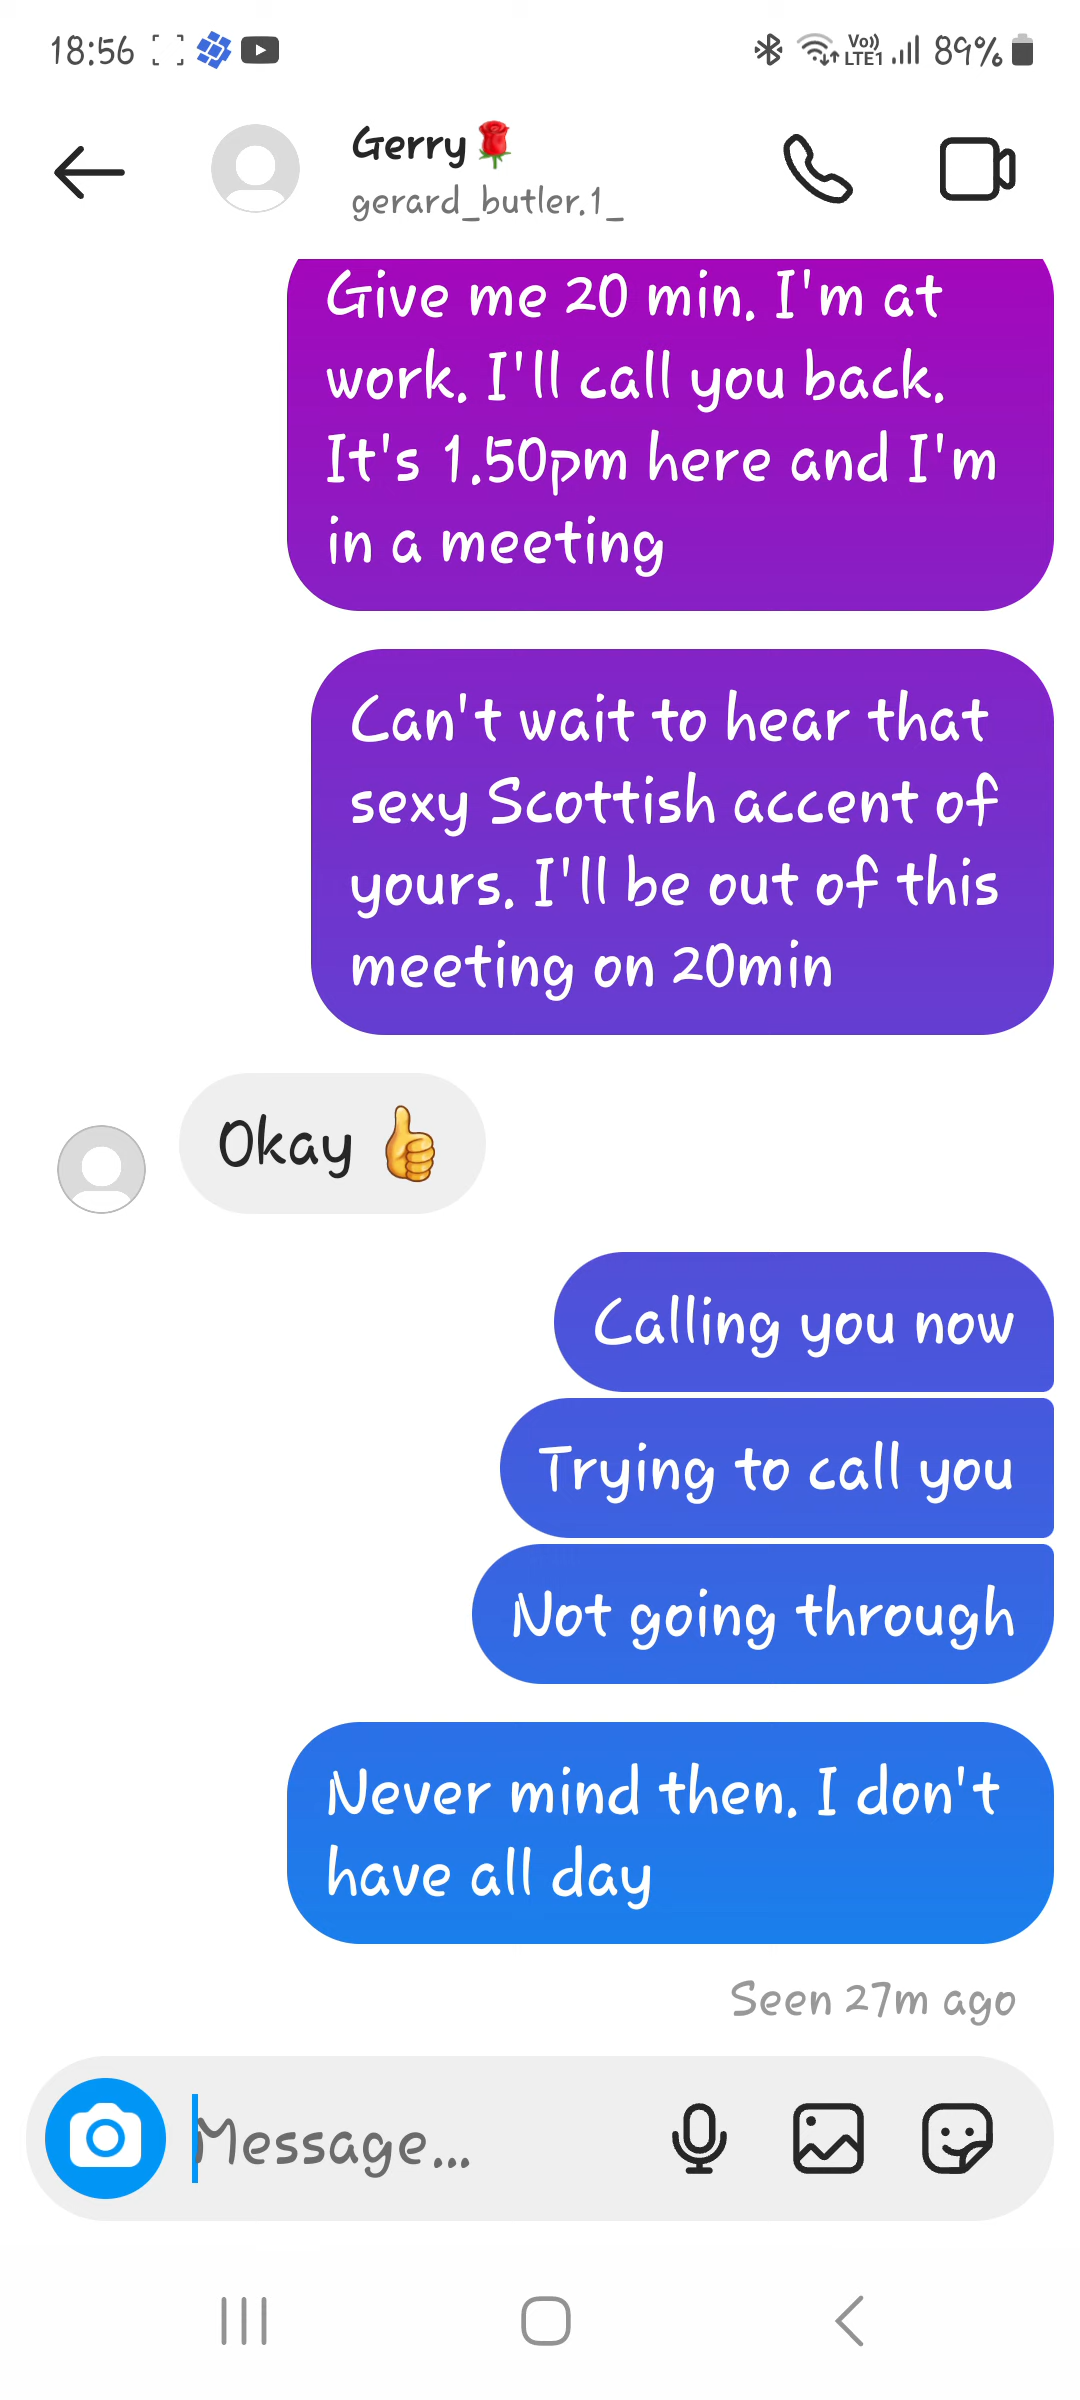 18:56
Vo))
LTE1
89%
Gerry🌹
gerard_butler.1_
Give me 20 min. I'm at
work. I'll call you back.
It's 1.50pm here and I'm
in a meeting
Can't wait to hear that
sexy Scottish accent of
yours. I'll be out of this
meeting on 20min
Okay 👍
Calling you now
Trying to call you
Not going through
Never mind then. I don't
have all day
Seen 27m ago
Message...